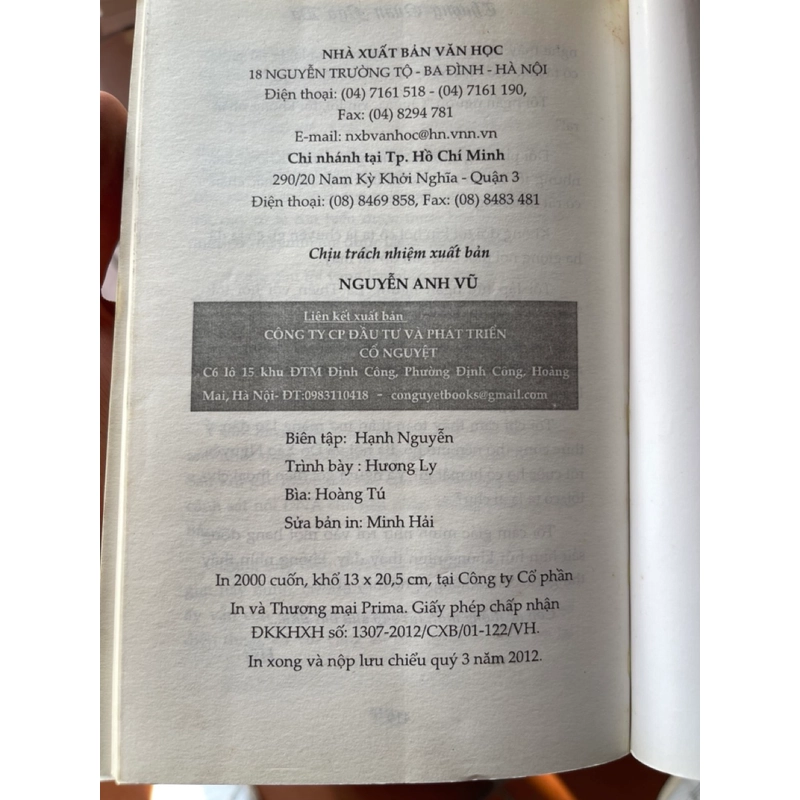 NHÀ XUẤT BẢN VĂN HỌC
18 NGUYỄN TRƯỜNG TỘ - BA ĐÌNH - HÀ NỘI
Điện thoại: (04) 7161 518 - (04) 7161 190,
Fax: (04) 8294 781
E-mail: nxbvanhoc@hn.vnn.vn
Chi nhánh tại Tp. Hồ Chí Minh
290/20 Nam Kỳ Khởi Nghĩa - Quận 3
Điện thoại: (08) 8469 858, Fax: (08) 8483 481
Chịu trách nhiệm xuất bản
NGUYỄN ANH VŨ
Liên kết xuất bản
CÔNG TY CP ĐẦU TƯ VÀ PHÁT TRIỂN
CỔ NGUYỆT
C6 lô 15 khu ĐTM Định Công, Phường Định Công, Hoàng
Mai, Hà Nội- ĐT:0983110418 - conguyetbooks@gmail.com
Biên tập: Hạnh Nguyễn
Trình bày : Hương Ly
Bìa: Hoàng Tú
Sửa bản in: Minh Hải
In 2000 cuốn, khổ 13 x 20,5 cm, tại Công ty Cổ phần
In và Thương mại Prima. Giấy phép chấp nhận
ĐKKHXH số: 1307-2012/CXB/01-122/VH.
In xong và nộp lưu chiểu quý 3 năm 2012.